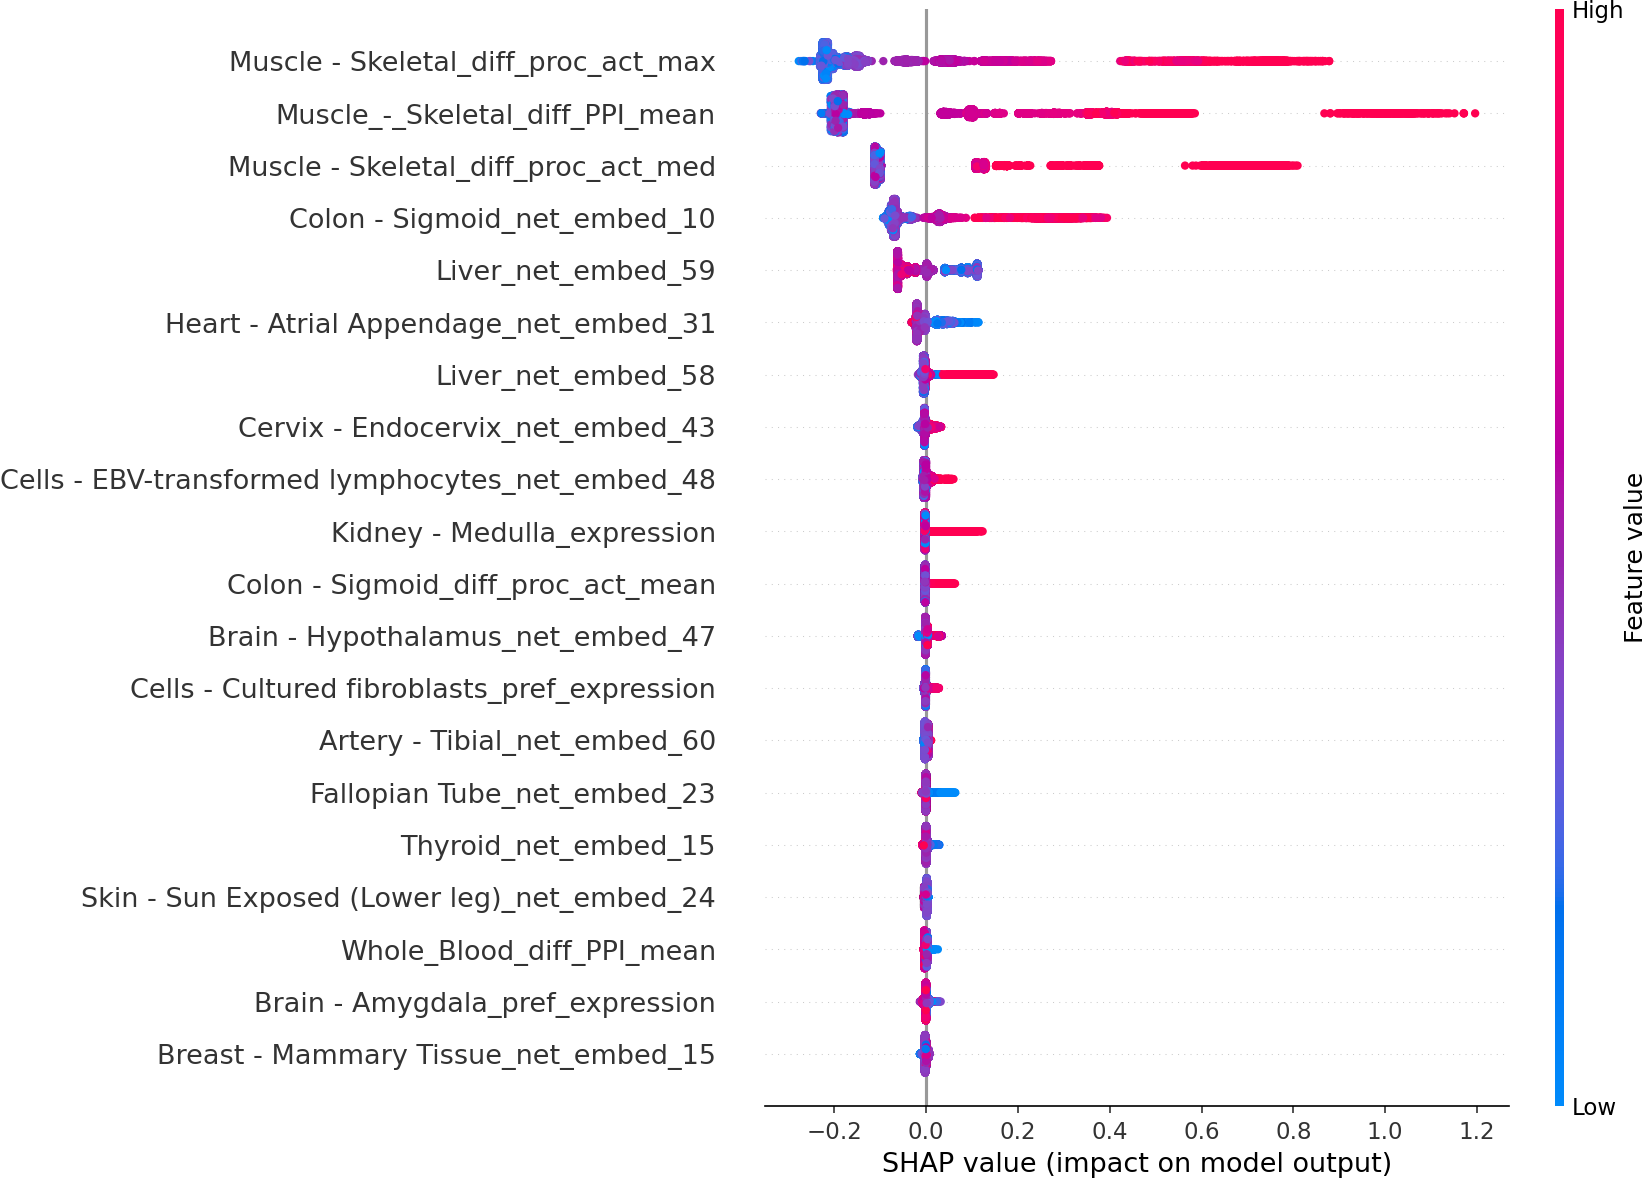 High
Muscle - Skeletal_diff_proc_act_max
Muscle_-_Skeletal_diff_PPI_mean
Muscle - Skeletal_diff_proc_act_med
Colon - Sigmoid_net_embed_10
Liver_net_embed_59
Heart - Atrial Appendage_net_embed_31
Liver_net_embed_58
Cervix - Endocervix_net_embed_43
Cells - EBV-transformed lymphocytes_net_embed_48
Kidney - Medulla_expression
Colon - Sigmoid_diff_proc_act_mean
Brain - Hypothalamus_net_embed_47
Cells - Cultured fibroblasts_pref_expression
Artery - Tibial_net_embed_60
Fallopian Tube_net_embed_23
Thyroid_net_embed_15
Skin - Sun Exposed (Lower leg)_net_embed_24
Whole_Blood_diff_PPI_mean
Brain - Amygdala_pref_expression
Breast - Mammary Tissue_net_embed_15
Feature value
Low
−0.2 0.0 0.2 0.4 0.6 0.8 1.0 1.2
SHAP value (impact on model output)